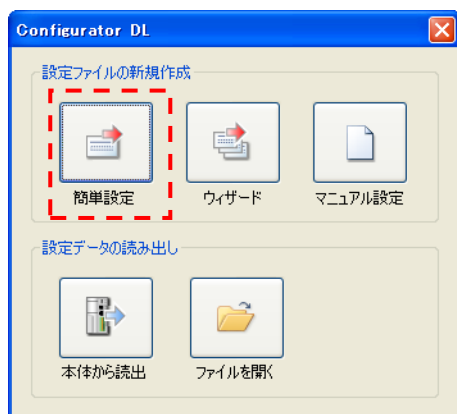 Configurator DL
設定ファイルの新規作成
簡単設定 ウィザード マニュアル設定
設定データの読み出し
本体から読出 ファイルを開く